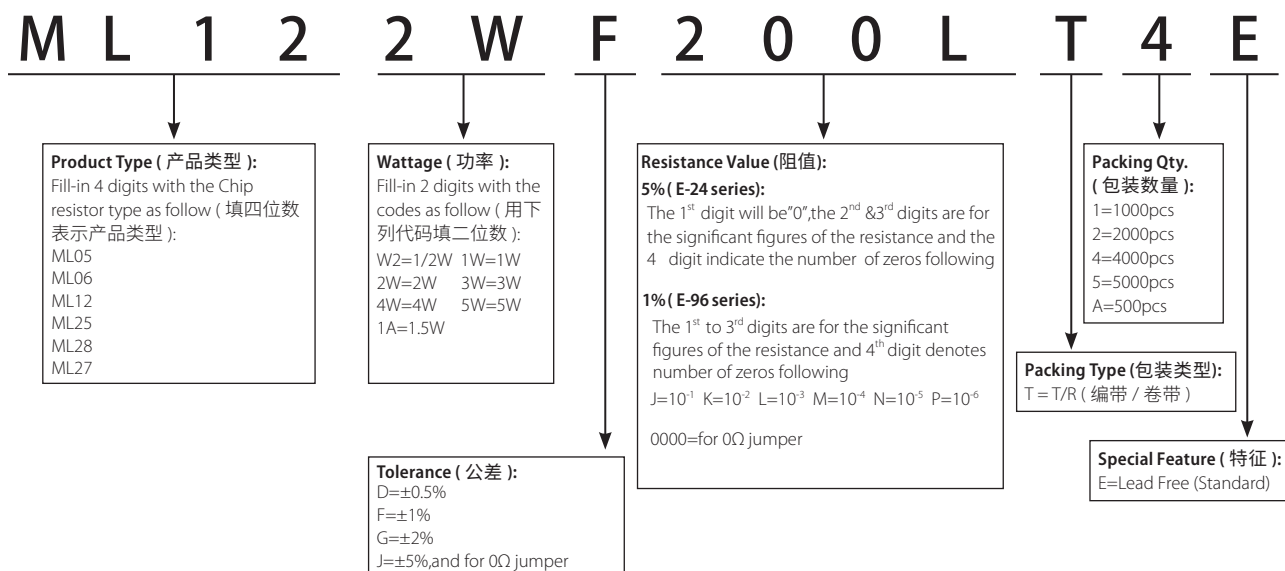 M L 1 2 2 W F 2 0 0 L T 4 E
Product Type ( 产品类型 ):
Fill-in 4 digits with the Chip
resistor type as follow ( 填四位数
表示产品类型 ):
ML05
ML06
ML12
ML25
ML28
ML27
Wattage ( 功率 ):
Fill-in 2 digits with the
codes as follow ( 用下
列代码填二位数 ):
W2=1/2W 1W=1W
2W=2W 3W=3W
4W=4W 5W=5W
1A=1.5W
Tolerance ( 公差 ):
D=±0.5%
F=±1%
G=±2%
J=±5%,and for 0Ω jumper
Resistance Value (阻值):
5%( E-24 series):
The 1st digit will be"0",the 2nd &3rd digits are for
the significant figures of the resistance and the
4 digit indicate the number of zeros following
1%( E-96 series):
The 1st to 3rd digits are for the significant
figures of the resistance and 4th digit denotes
number of zeros following
J=10-1 K=10-2 L=10-3 M=10-4 N=10-5 P=10-6
0000=for 0Ω jumper
Packing Type (包装类型):
T = T/R ( 编带 / 卷带 )
Packing Qty.
( 包装数量 ):
1=1000pcs
2=2000pcs
4=4000pcs
5=5000pcs
A=500pcs
Special Feature ( 特征 ):
E=Lead Free (Standard)